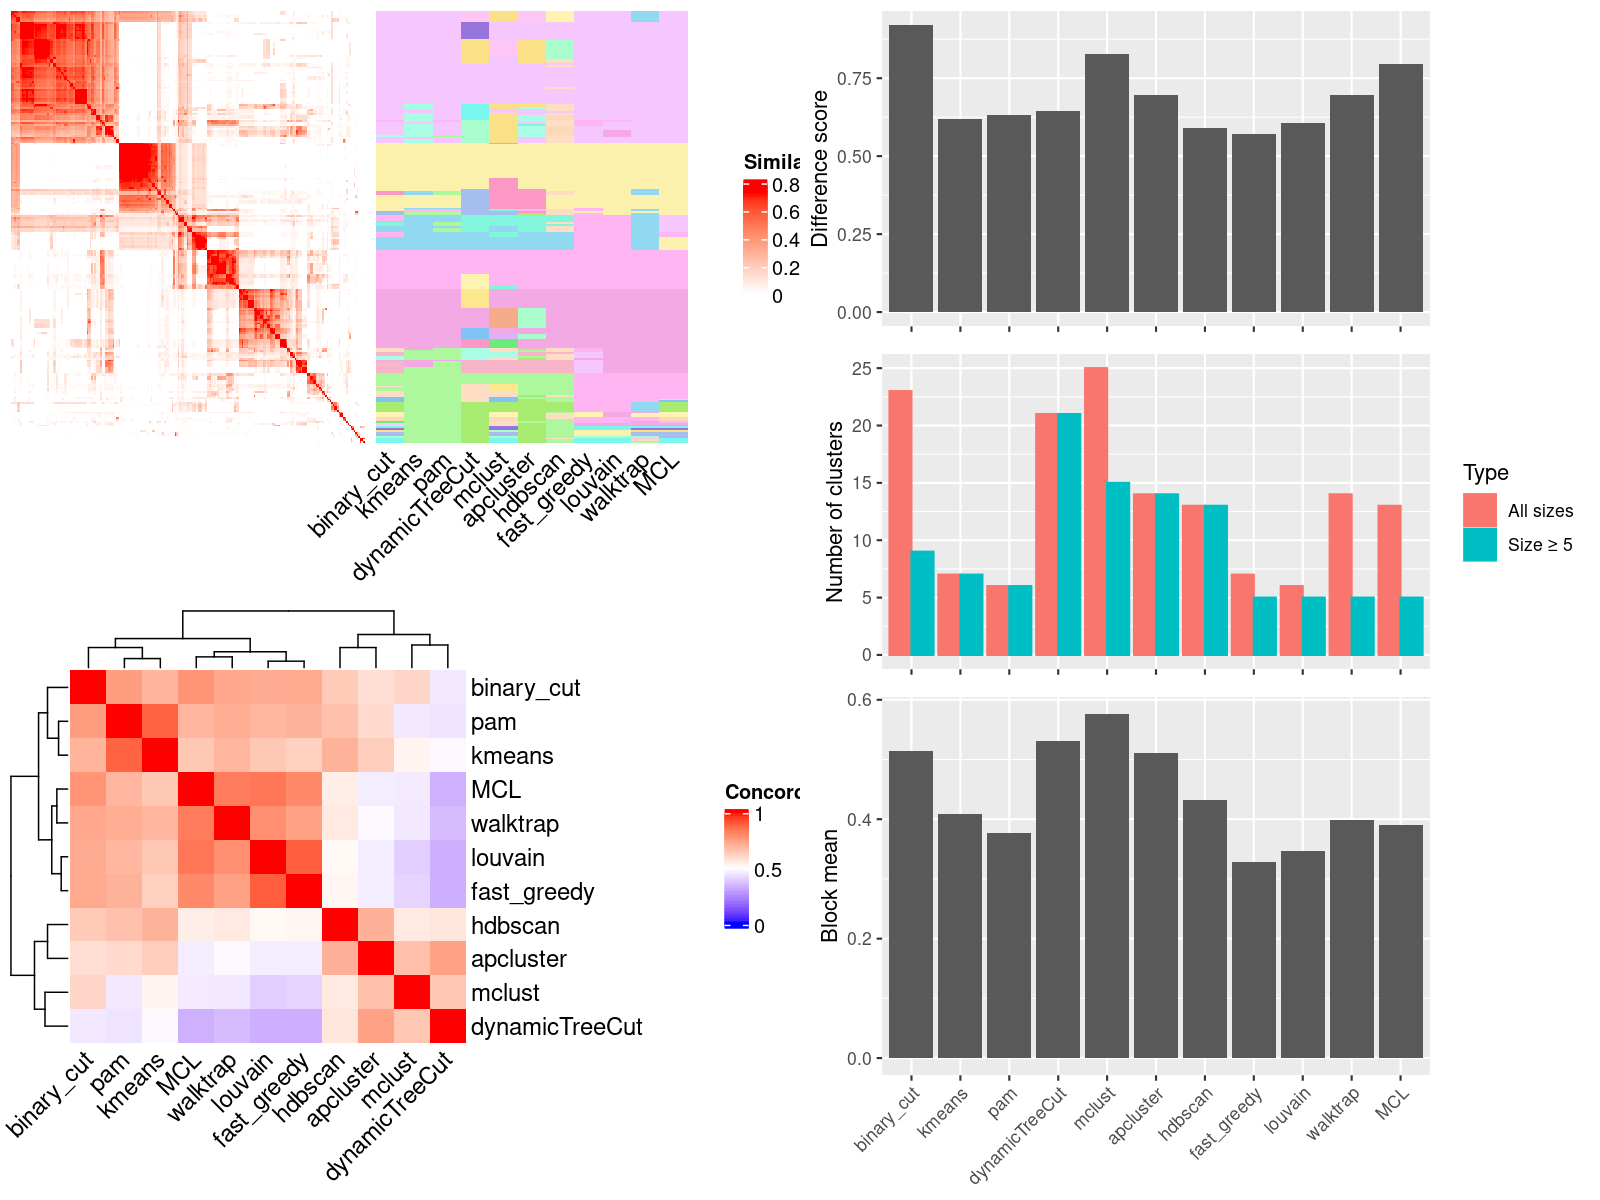 Simila
0.8
0.6
0.4
0.2
0
binary_cut
kmeans
pam
dynamicTreeCut
mclust
apcluster
hdbscan
fast_greedy
louvain
walktrap
MCL
Difference score
0.75
0.50
0.25
0.00
Number of clusters
25
20
15
10
5
0
Type
All sizes
Size ≥ 5
Block mean
0.6
0.4
0.2
0.0
binary_cut
kmeans
pam
dynamicTreeCut
mclust
apcluster
hdbscan
fast_greedy
louvain
walktrap
MCL
binary_cut
pam
kmeans
MCL
walktrap
louvain
fast_greedy
hdbscan
apcluster
mclust
dynamicTreeCut
Concord
1
0.5
0
binary_cut
pam
kmeans
MCL
walktrap
louvain
fast_greedy
hdbscan
apcluster
mclust
dynamicTreeCut